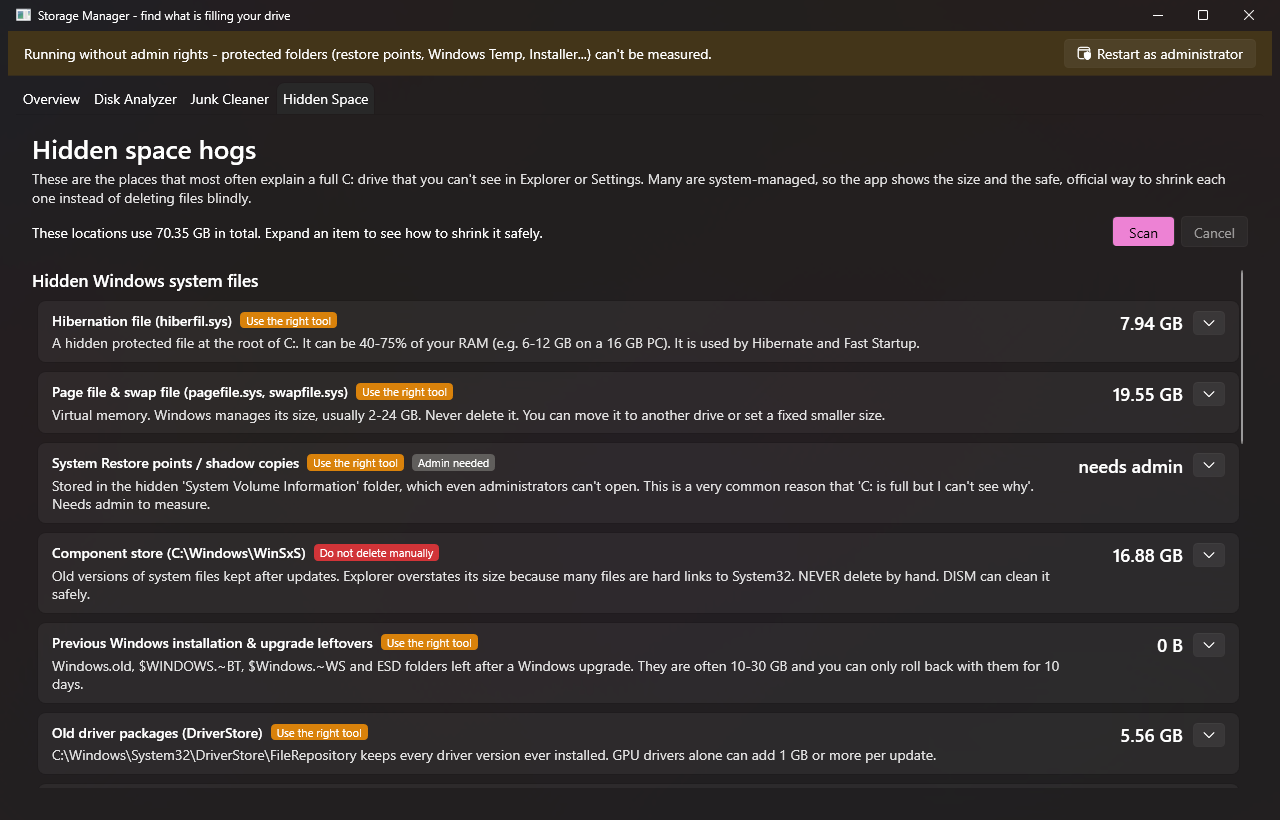 Storage Manager - find what is filling your drive
Running without admin rights - protected folders (restore points, Windows Temp, Installer...) can't be measured.
Restart as administrator
Overview
Disk Analyzer
Junk Cleaner
Hidden Space
Hidden space hogs
These are the places that most often explain a full C: drive that you can't see in Explorer or Settings. Many are system-managed, so the app shows the size and the safe, official way to shrink each
one instead of deleting files blindly.
These locations use 70.35 GB in total. Expand an item to see how to shrink it safely.
Scan
Cancel
Hidden Windows system files
Hibernation file (hiberfil.sys)
Use the right tool
A hidden protected file at the root of C:. It can be 40-75% of your RAM (e.g. 6-12 GB on a 16 GB PC). It is used by Hibernate and Fast Startup.
7.94 GB
Page file & swap file (pagefile.sys, swapfile.sys)
Use the right tool
Virtual memory. Windows manages its size, usually 2-24 GB. Never delete it. You can move it to another drive or set a fixed smaller size.
19.55 GB
System Restore points / shadow copies
Use the right tool
Admin needed
Stored in the hidden 'System Volume Information' folder, which even administrators can't open. This is a very common reason that 'C: is full but I can't see why'.
Needs admin to measure.
needs admin
Component store (C:\Windows\WinSxS)
Do not delete manually
Old versions of system files kept after updates. Explorer overstates its size because many files are hard links to System32. NEVER delete by hand. DISM can clean it
safely.
16.88 GB
Previous Windows installation & upgrade leftovers
Use the right tool
Windows.old, $WINDOWS.~BT, $Windows.~WS and ESD folders left after a Windows upgrade. They are often 10-30 GB and you can only roll back with them for 10
days.
0 B
Old driver packages (DriverStore)
Use the right tool
C:\Windows\System32\DriverStore\FileRepository keeps every driver version ever installed. GPU drivers alone can add 1 GB or more per update.
5.56 GB